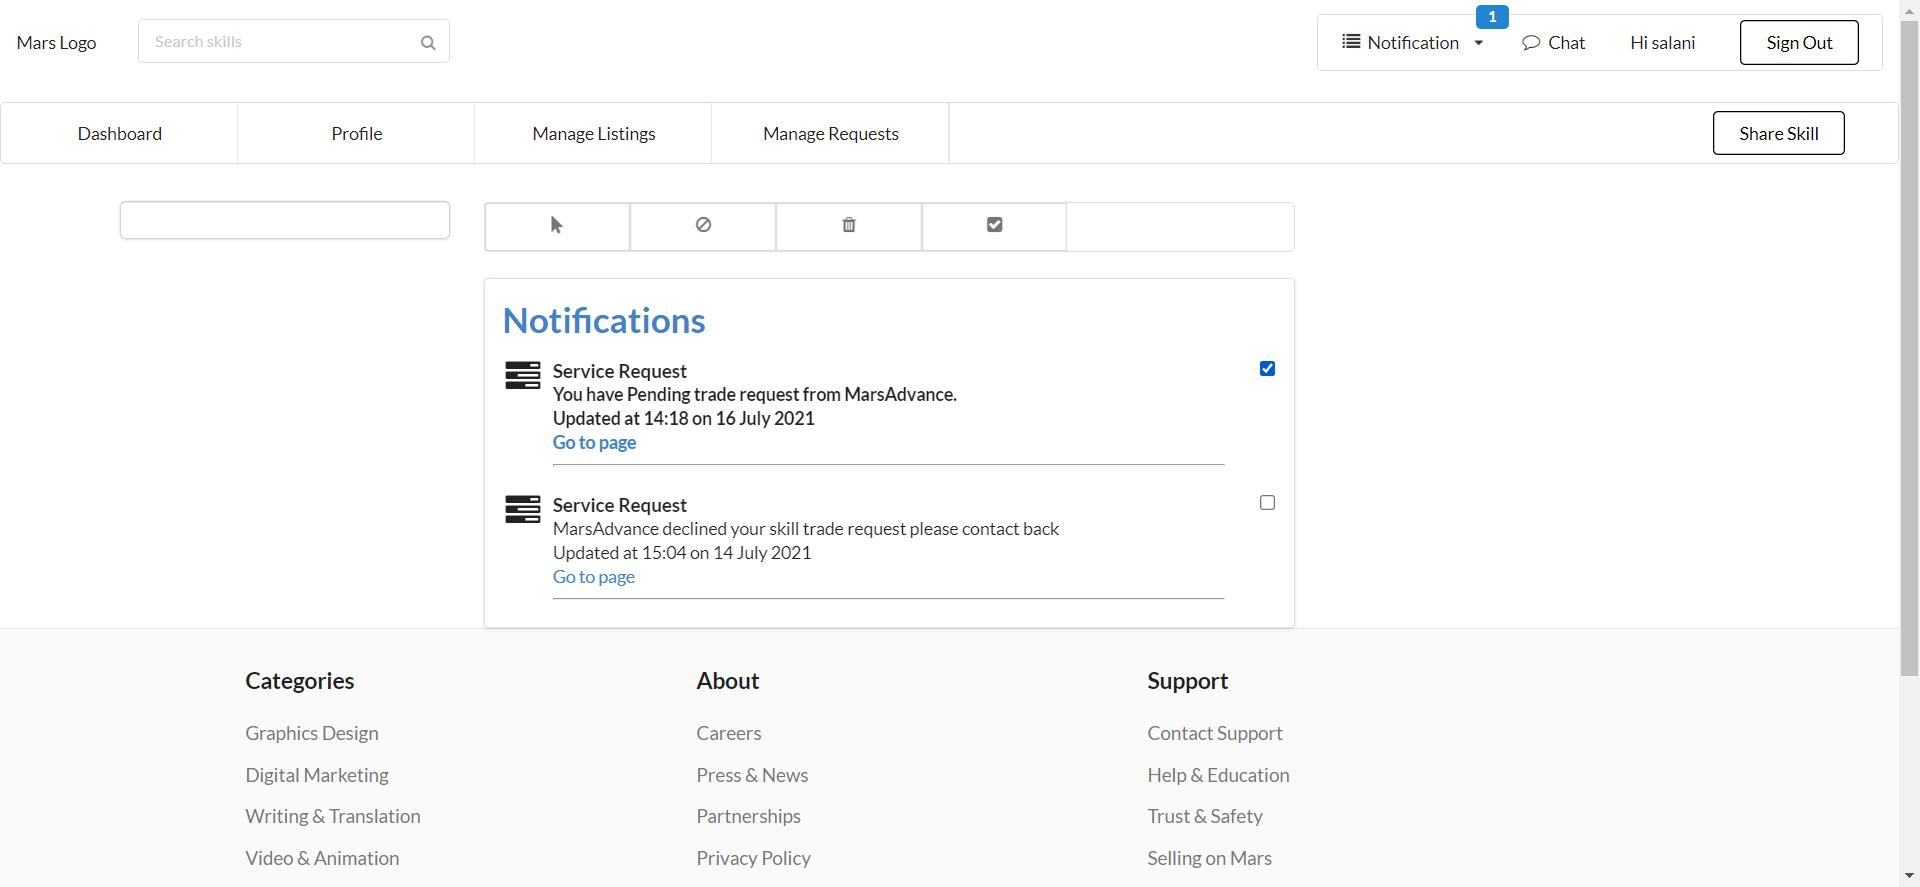 Mars Logo
Search skills
Notification
1
Chat
Hi salani
Sign Out
Dashboard
Profile
Manage Listings
Manage Requests
Share Skill
Notifications
Service Request
You have Pending trade request from MarsAdvance.
Updated at 14:18 on 16 July 2021
Go to page
Service Request
MarsAdvance declined your skill trade request please contact back
Updated at 15:04 on 14 July 2021
Go to page
Categories
Graphics Design
Digital Marketing
Writing & Translation
Video & Animation
About
Careers
Press & News
Partnerships
Privacy Policy
Support
Contact Support
Help & Education
Trust & Safety
Selling on Mars